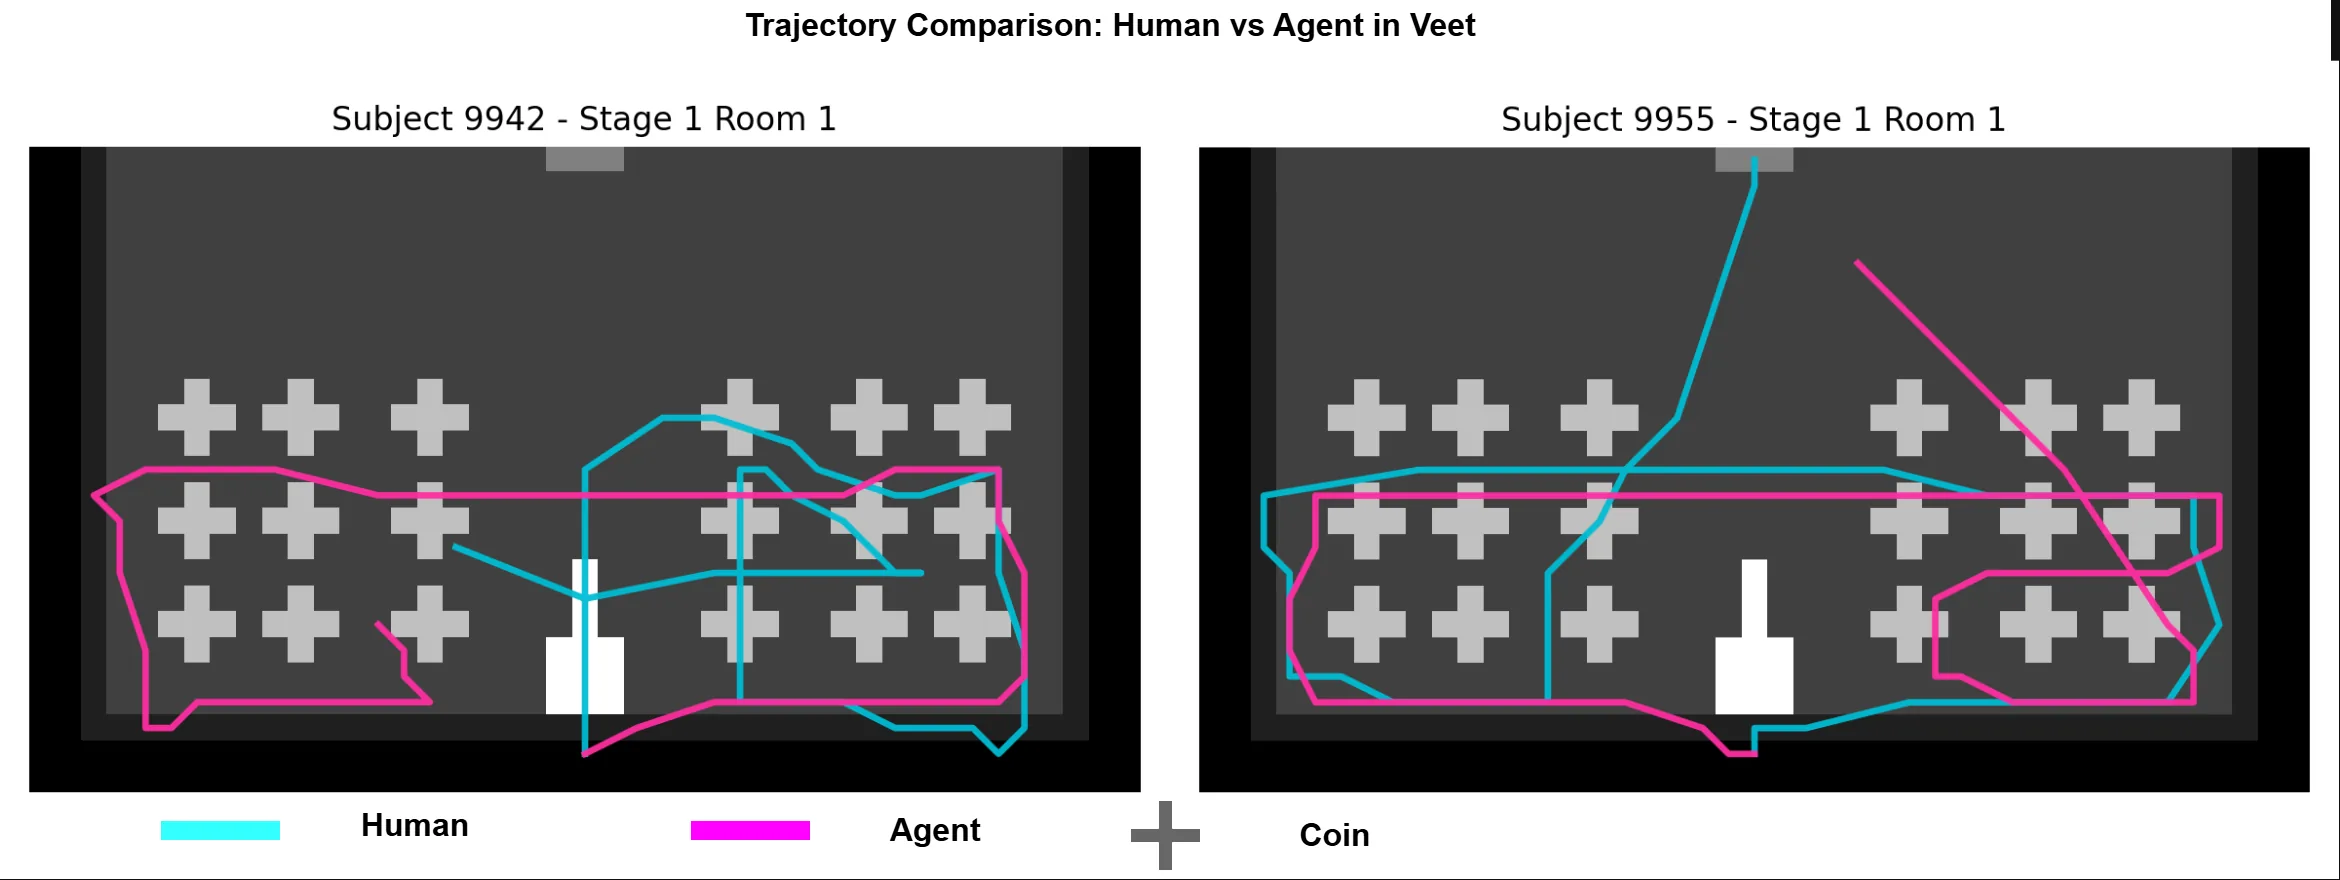 Trajectory Comparison: Human vs Agent in Veet
Subject 9942 - Stage 1 Room 1
Subject 9955 - Stage 1 Room 1
Human
Agent
Coin